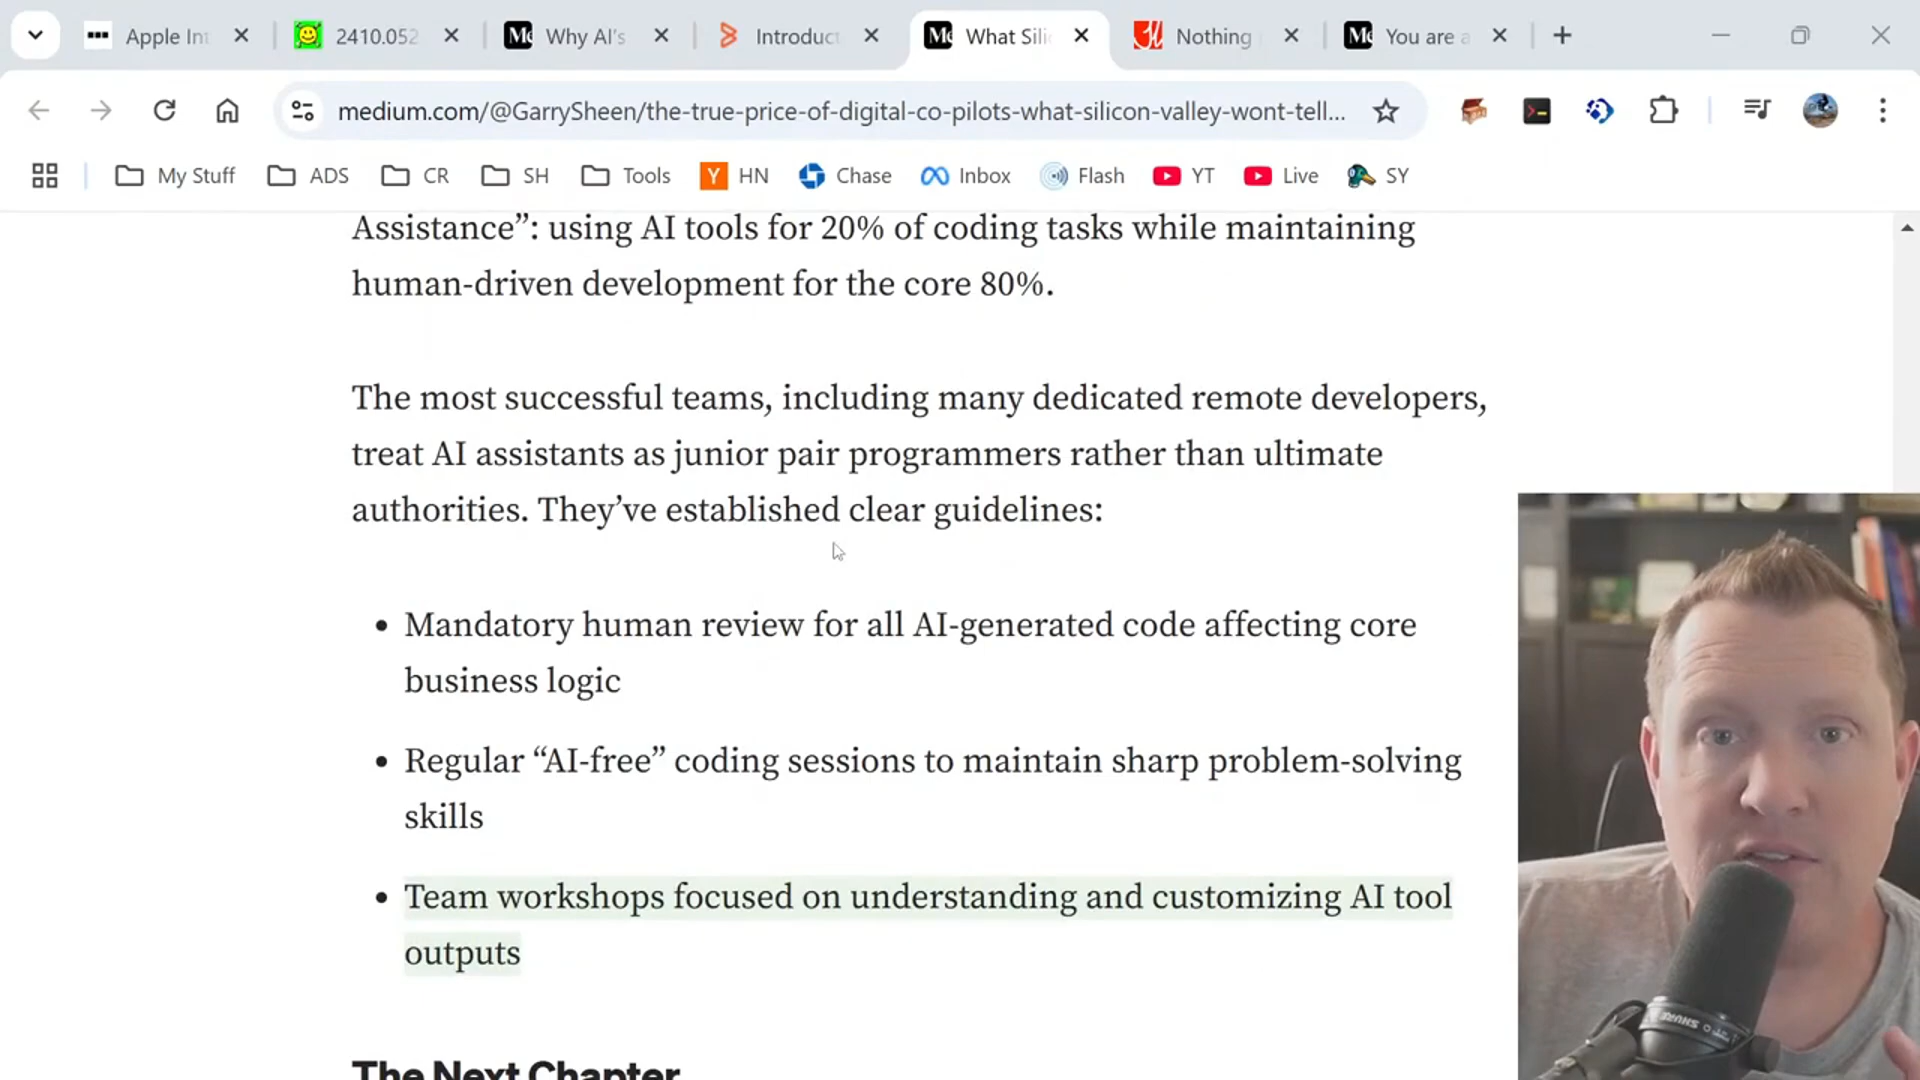 Apple Int
2410.052
Why AI's
Introduct
What Sili
Nothing
You are a
medium.com/@GarrySheen/the-true-price-of-digital-co-pilots-what-silicon-valley-wont-tell...
My Stuff
ADS
CR
SH
Tools
HN
Chase
Inbox
Flash
YT
Live
SY
Assistance”: using AI tools for 20% of coding tasks while maintaining
human-driven development for the core 80%.
The most successful teams, including many dedicated remote developers,
treat AI assistants as junior pair programmers rather than ultimate
authorities. They’ve established clear guidelines:
• Mandatory human review for all AI-generated code affecting core
business logic
• Regular “AI-free” coding sessions to maintain sharp problem-solving
skills
• Team workshops focused on understanding and customizing AI tool
outputs
The Next Chapter
SHURE